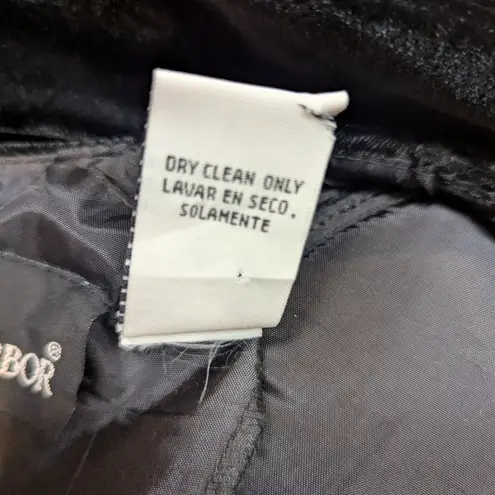 DRY CLEAN ONLY
LAVAR EN SECO.
SOLAMENTE